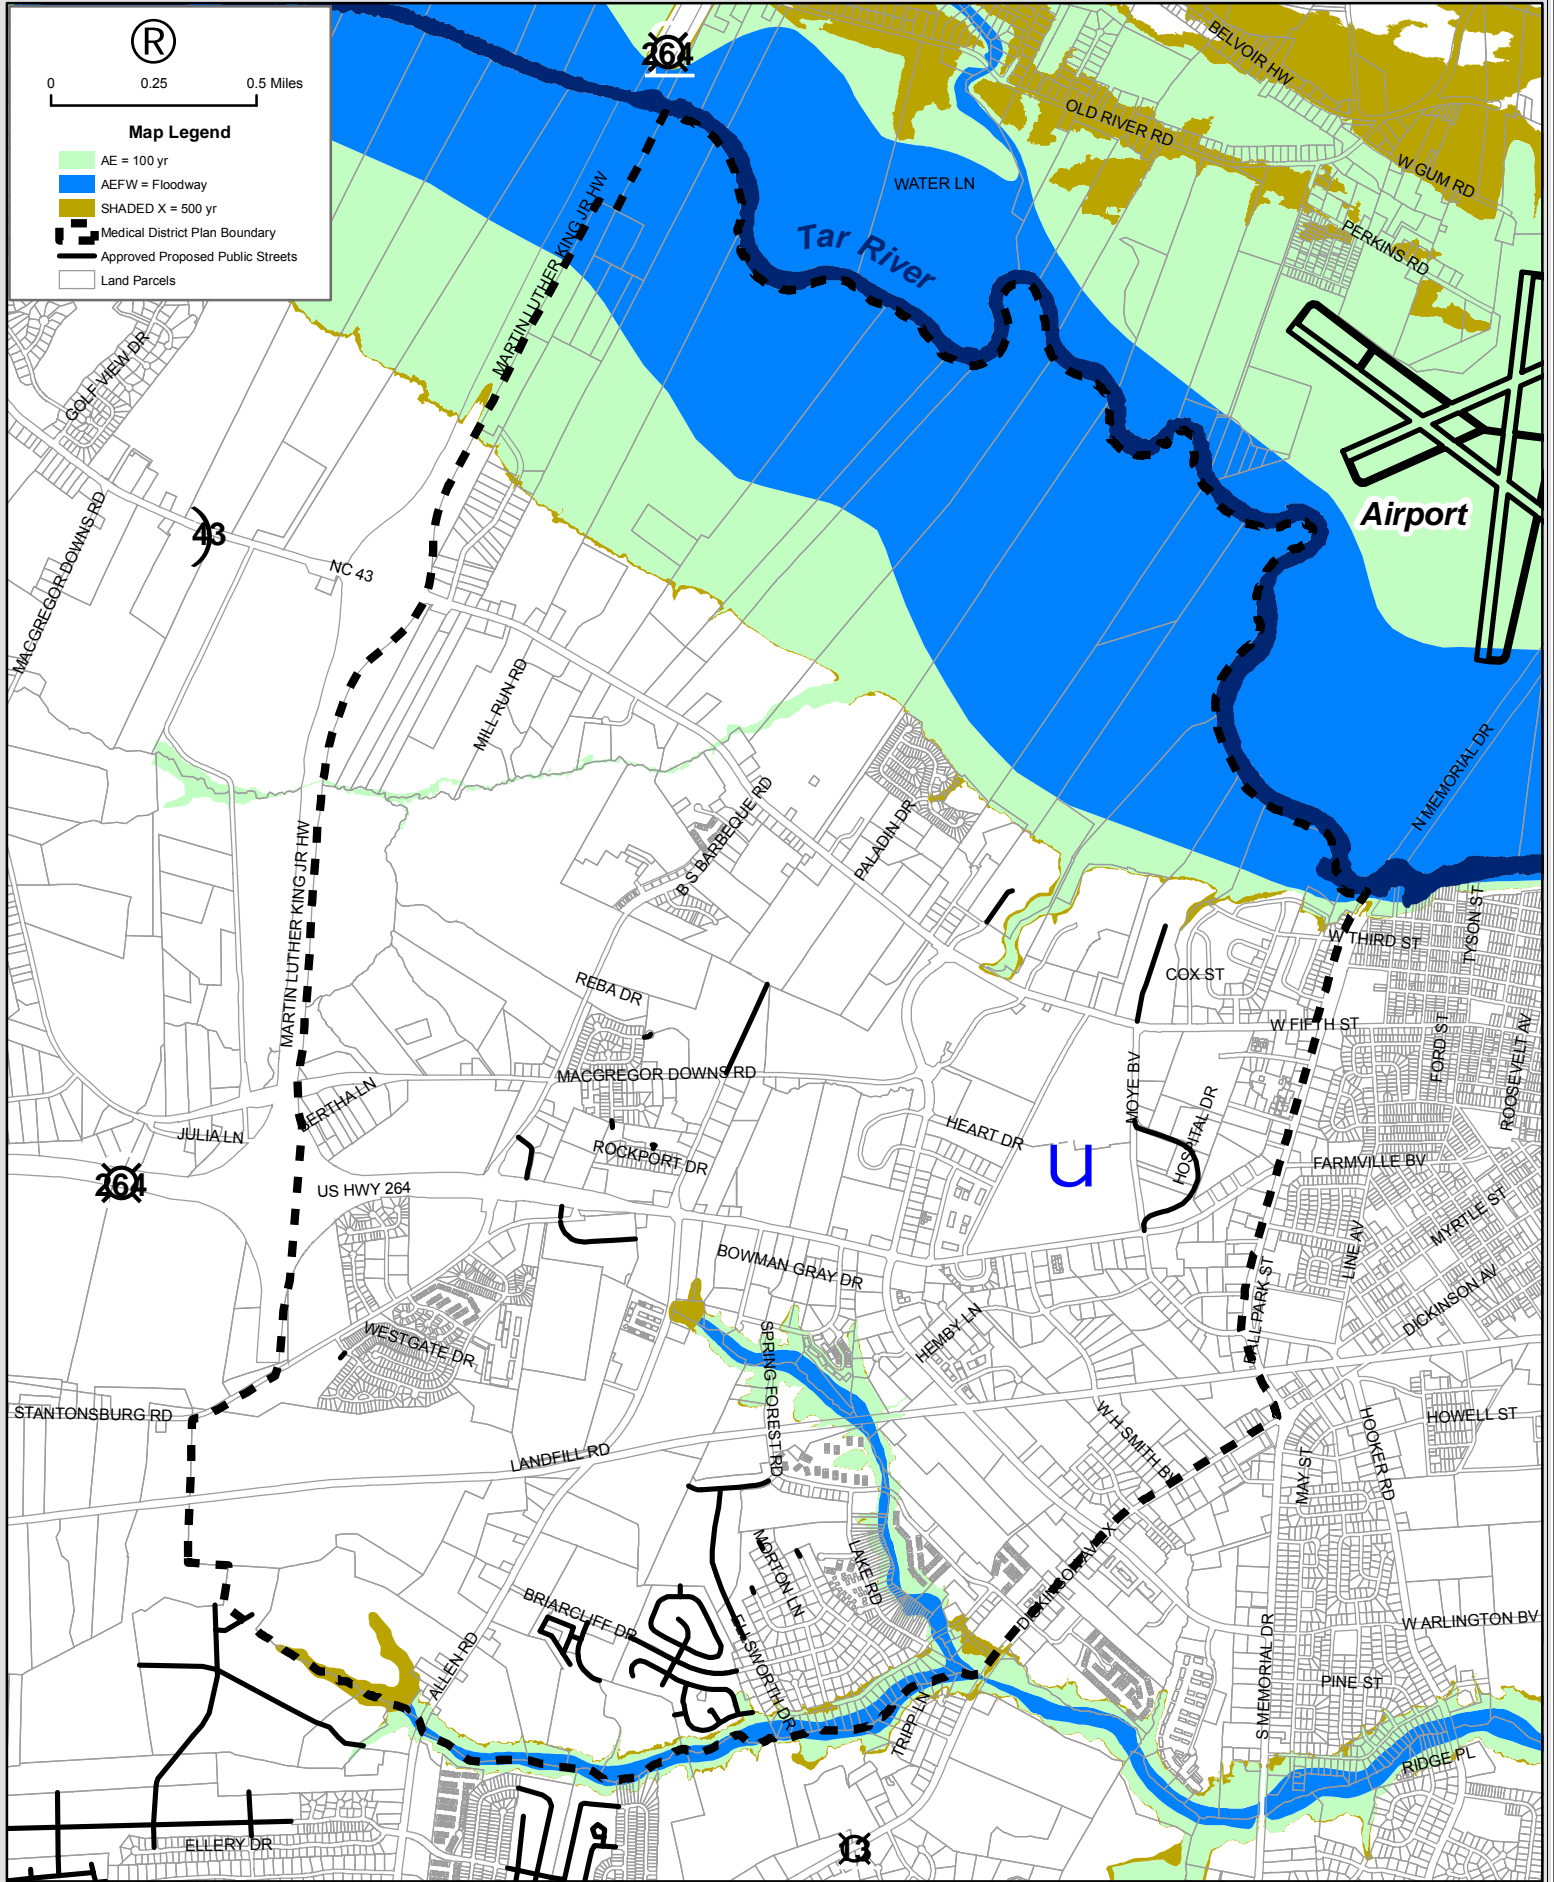 ®
0 0.25 0.5 Miles
Map Legend
AE = 100 yr
AEFW = Floodway
SHADED X = 500 yr
Medical District Plan Boundary
Approved Proposed Public Streets
Land Parcels
264
BELVOIR HW
OLD RIVER RD
W GUM RD
WATER LN
PERKINS RD
Tar River
MARTIN LUTHER KING JR HW
GOLF VIEW DR
Airport
MACGREGOR DOWNS RD
43
NC 43
MILL RUN RD
N MEMORIAL DR
B S BARBEQUE RD
PALADIN DR
MARTIN LUTHER KING JR HW
TYSON ST
W THIRD ST
COX ST
REBA DR
W FIFTH ST
FORD ST
ROOSEVELT AV
MACGREGOR DOWNS RD
MOYE BV
BERTHA LN
HOSPITAL DR
HEART DR
JULIA LN
ROCKPORT DR
u
FARMVILLE BV
264
US HWY 264
MYRTLE ST
LINE AV
BOWMAN GRAY DR
BALL PARK ST
DICKINSON AV
HEMBY LN
WESTGATE DR
SPRING FOREST RD
STANTONSBURG RD
HOWELL ST
W H SMITH BV
HOOKER RD
LANDFILL RD
MAY ST
DICKINSON AV X
MORTON LN
LAKE RD
BRIARCLIFF DR
W ARLINGTON BV
ELLSWORTH DR
ALLEN RD
S MEMORIAL DR
PINE ST
TRIPP LN
RIDGE PL
ELLERY DR
13